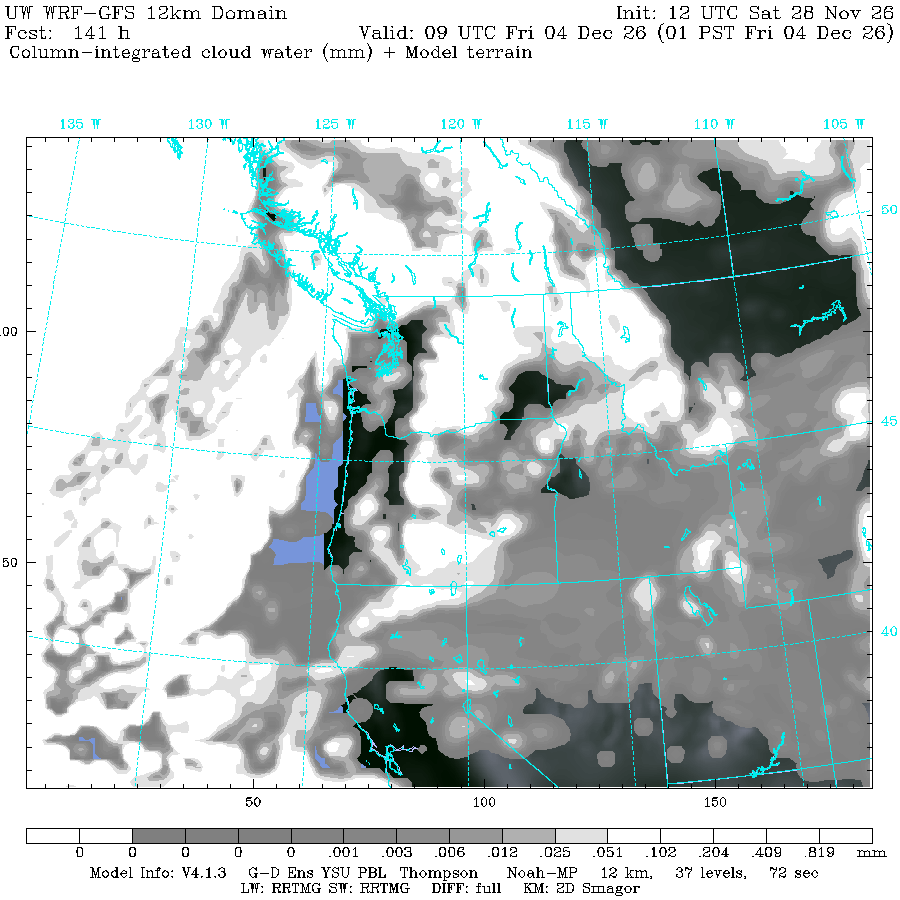 UW WRF-GFS 12km Domain Init: 12 UTC Sat 28 Nov 26
Fcst: 141 h Valid: 09 UTC Fri 04 Dec 26 (01 PST Fri 04 Dec 26)
Column-integrated cloud water (mm) + Model terrain
135 W 130 W 125 W 120 W 115 W 110 W 105 W
50
00
45
50
40
50 100 150
0 0 0 0 .001 .003 .006 .012 .025 .051 .102 .204 .409 .819 mm
Model Info: V4.1.3 G-D Ens YSU PBL Thompson Noah-MP 12 km, 37 levels, 72 sec
LW: RRTMG SW: RRTMG DIFF: full KM: 2D Smagor